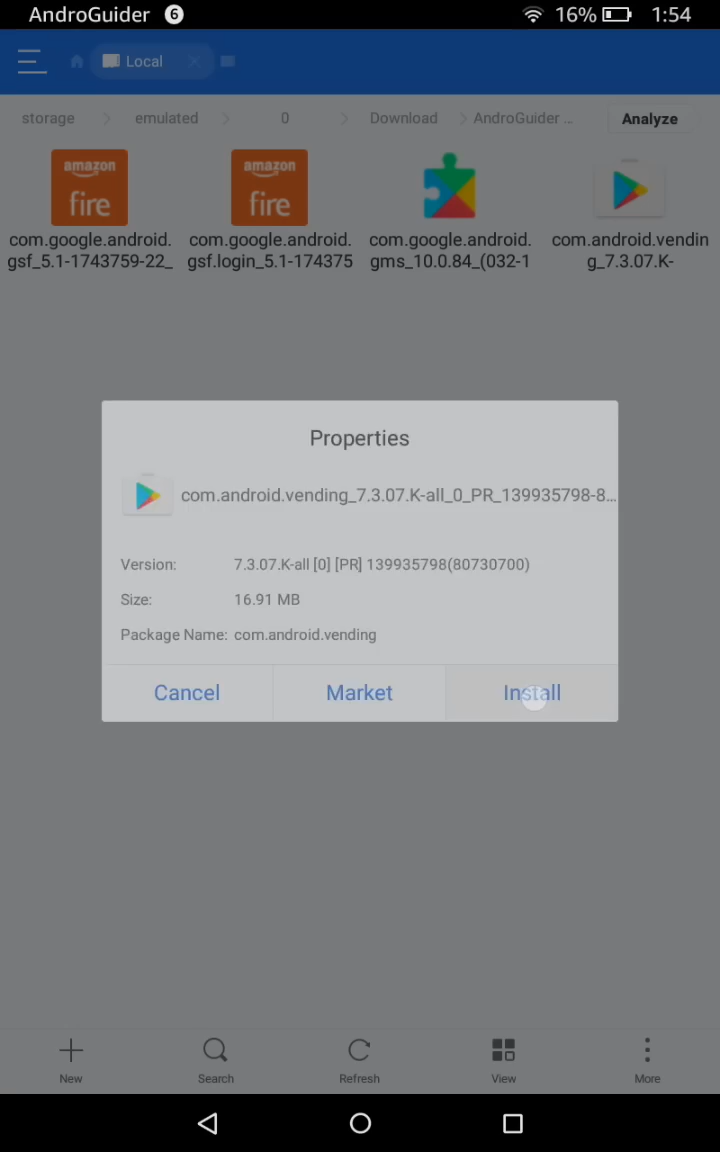 AndroGuider 6 16% 1:54
Local
storage emulated 0 Download AndroGuider ... Analyze
amazon amazon
fire fire
com.google.android. com.google.android. com.google.android. com.android.vendin
gsf_5.1-1743759-22_ gsf.login_5.1-174375 gms_10.0.84_(032-1 g_7.3.07.K-
Properties
com.android.vending_7.3.07.K-all_0_PR_139935798-8...
Version: 7.3.07.K-all [0] [PR] 139935798(80730700)
Size: 16.91 MB
Package Name: com.android.vending
Cancel Market Install
New Search Refresh View More